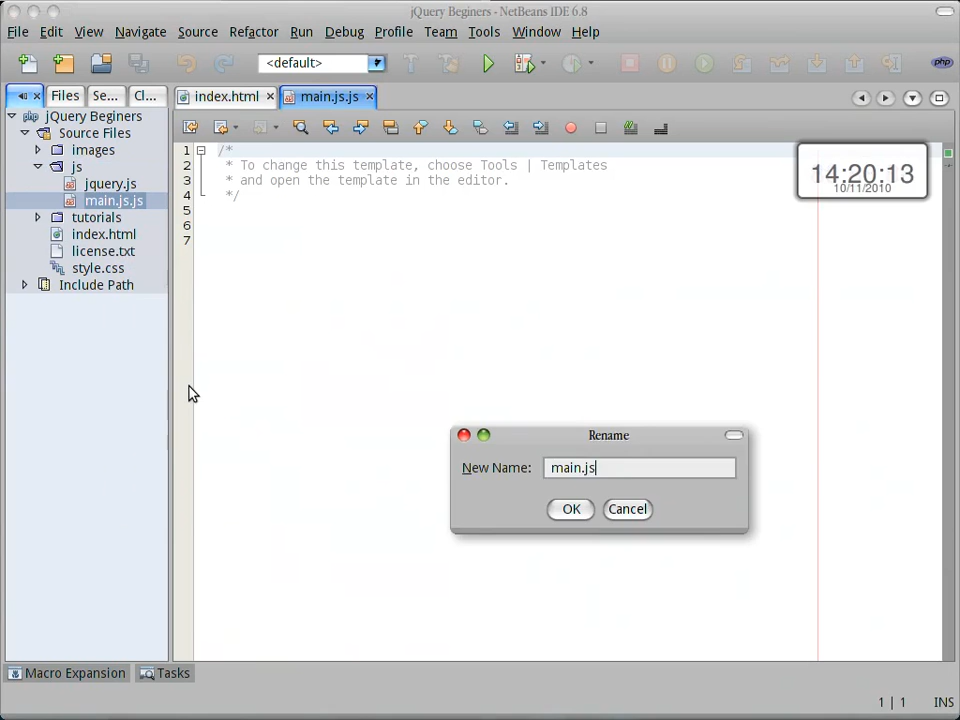 jQuery Beginers - NetBeans IDE 6.8
File Edit View Navigate Source Refactor Run Debug Profile Team Tools Window Help
<default>
php
Files Se... Cl... index.html main.js.js
php jQuery Beginers
Source Files
images
js
jquery.js
main.js.js
tutorials
index.html
license.txt
style.css
Include Path
1 /*
2 * To change this template, choose Tools | Templates
3 * and open the template in the editor.
4 */
5
6
7
14:20:13
10/11/2010
Rename
New Name: main.js
OK Cancel
Macro Expansion Tasks
1 | 1 INS